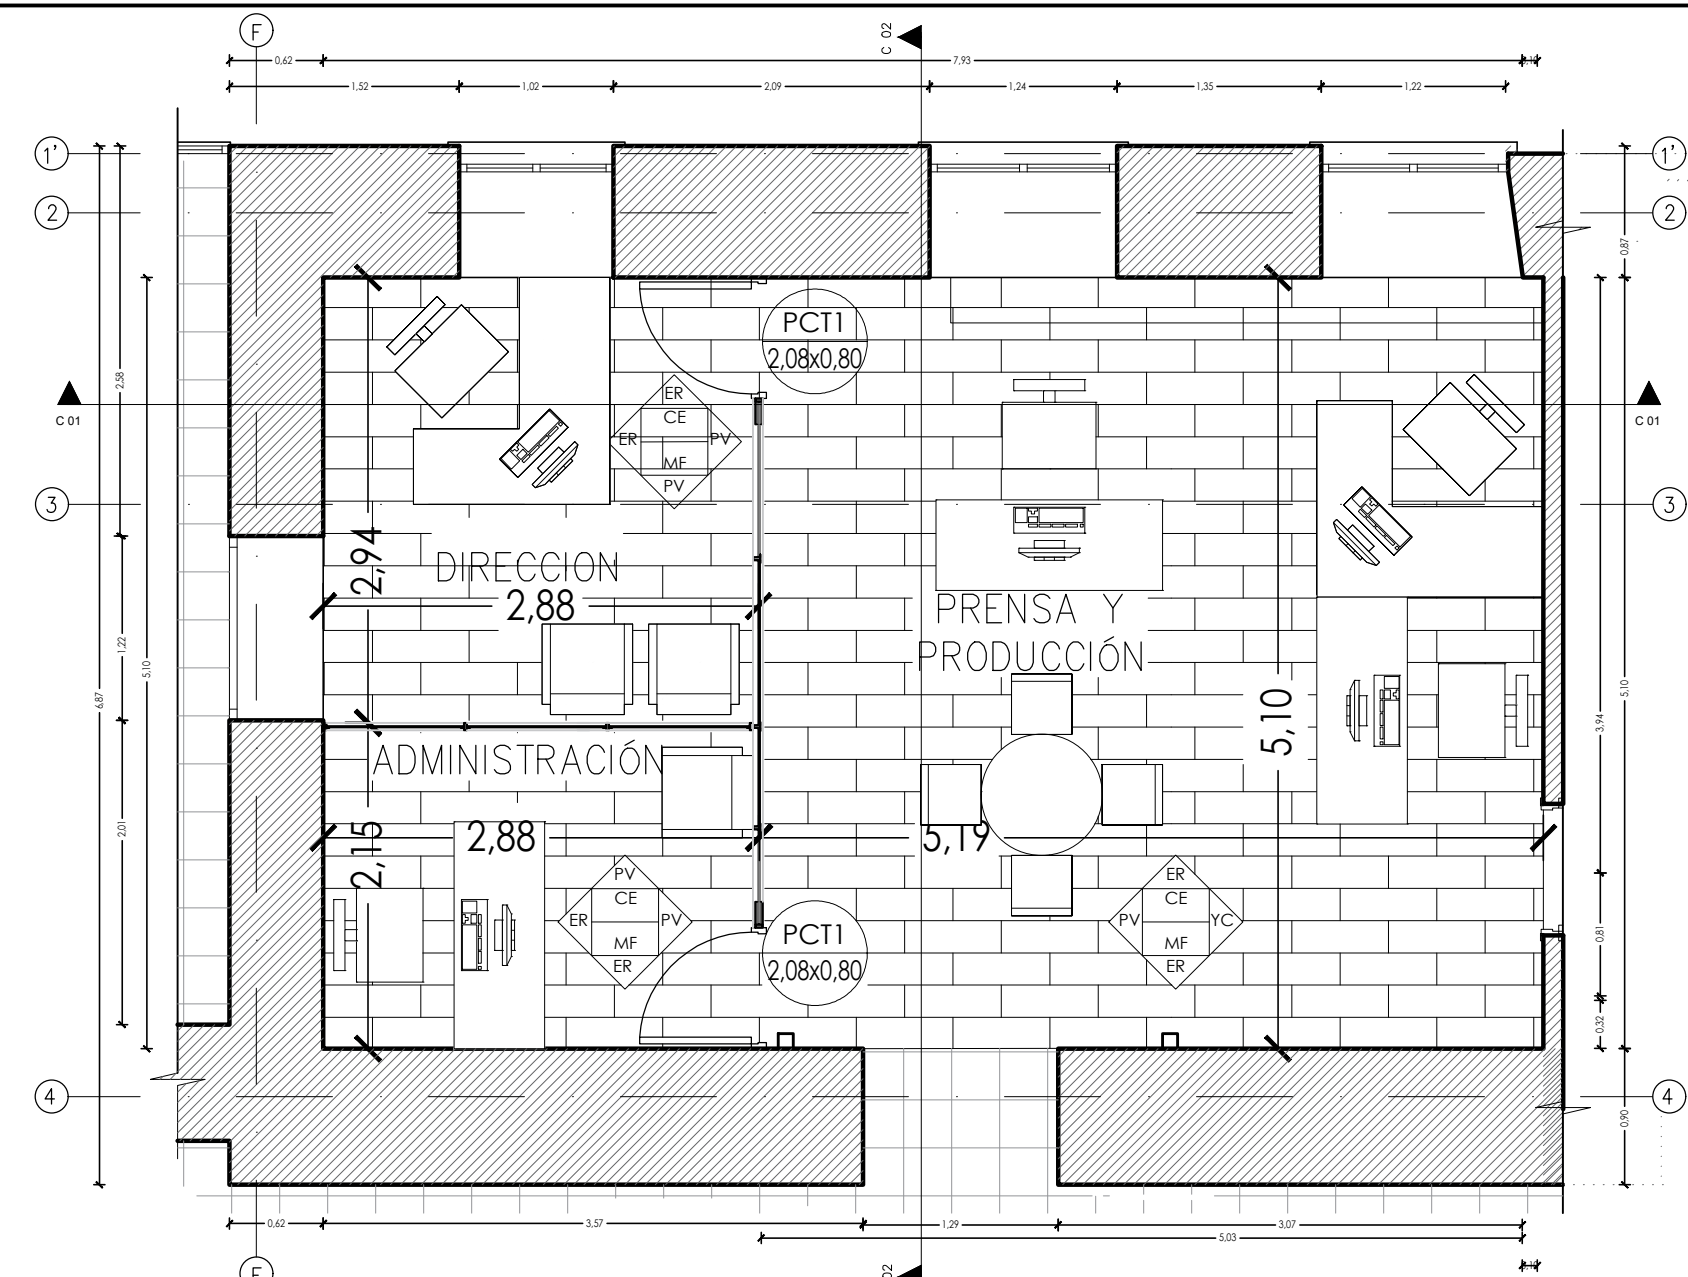 F
C 02
0,62
7,93
0,10
1,52
1,02
2,09
1,24
1,35
1,22
1'
1'
2
2
0,87
PCT1
2,08x0,80
2,58
ER
CE
ER
PV
MF
PV
C 01
C 01
3
3
2,94
DIRECCION
2,88
PRENSA Y
PRODUCCIÓN
1,22
5,10
6,87
5,10
3,94
5,10
ADMINISTRACIÓN
2,01
2,15
2,88
5,19
PV
CE
ER
PV
MF
ER
PCT1
2,08x0,80
ER
CE
PV
YC
MF
ER
0,81
0,32
4
4
0,90
0,62
3,57
1,29
3,07
5,03
F
02
0,10